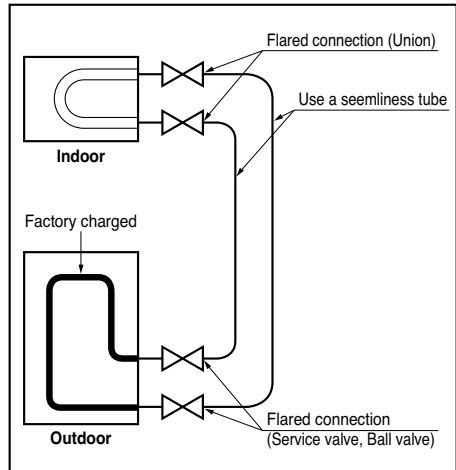 Flared connection (Union)
Use a seemliness tube
Indoor
Factory charged
Flared connection
(Service valve, Ball valve)
Outdoor